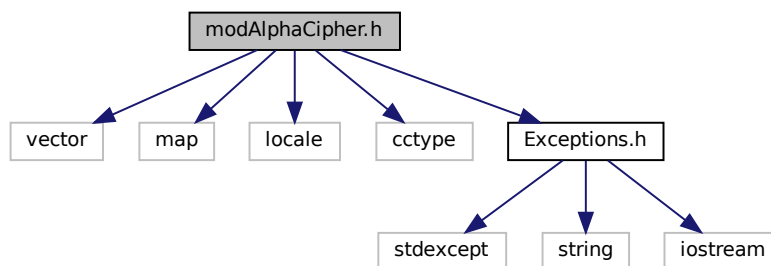 modAlphaCipher.h
vector
map
locale
cctype
Exceptions.h
stdexcept
string
iostream